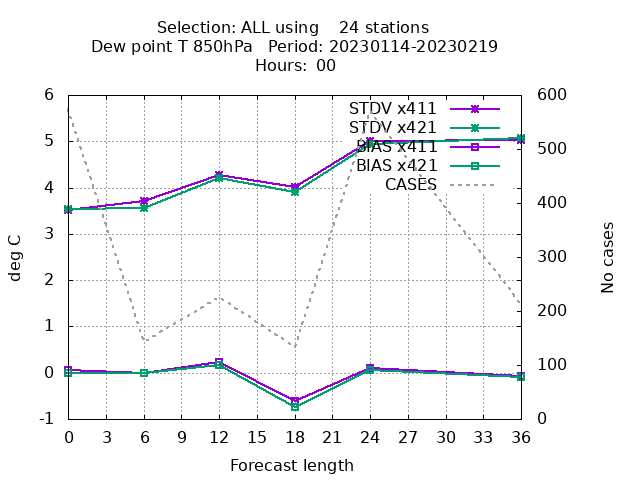 Selection: ALL using 24 stations
Dew point T 850hPa Period: 20230114-20230219
Hours: 00
STDV x411
STDV x421
BIAS x411
BIAS x421
CASES
6
5
4
3
2
1
0
-1
600
500
400
300
200
100
0
deg C
No cases
0 3 6 9 12 15 18 21 24 27 30 33 36
Forecast length